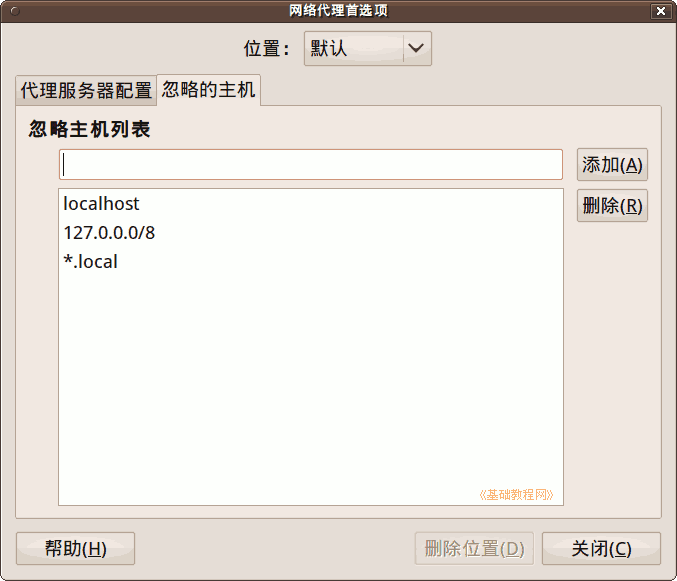 网络代理首选项
位置： 默认
代理服务器配置 忽略的主机
忽略主机列表
添加(A)
localhost
删除(R)
127.0.0.0/8
*.local
《基础教程网》
帮助(H) 删除位置(D) 关闭(C)